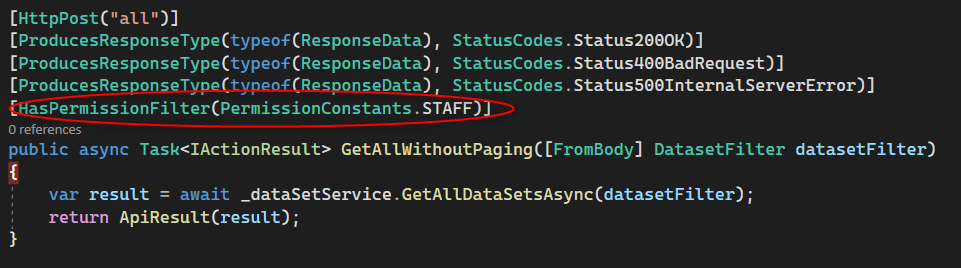 [HttpPost("all")]
[ProducesResponseType(typeof(ResponseData), StatusCodes.Status200OK)]
[ProducesResponseType(typeof(ResponseData), StatusCodes.Status400BadRequest)]
[ProducesResponseType(typeof(ResponseData), StatusCodes.Status500InternalServerError)]
[HasPermissionFilter(PermissionConstants.STAFF)]
0 references
public async Task<IActionResult> GetAllWithoutPaging([FromBody] DatasetFilter datasetFilter)
{
    var result = await _dataSetService.GetAllDataSetsAsync(datasetFilter);
    return ApiResult(result);
}